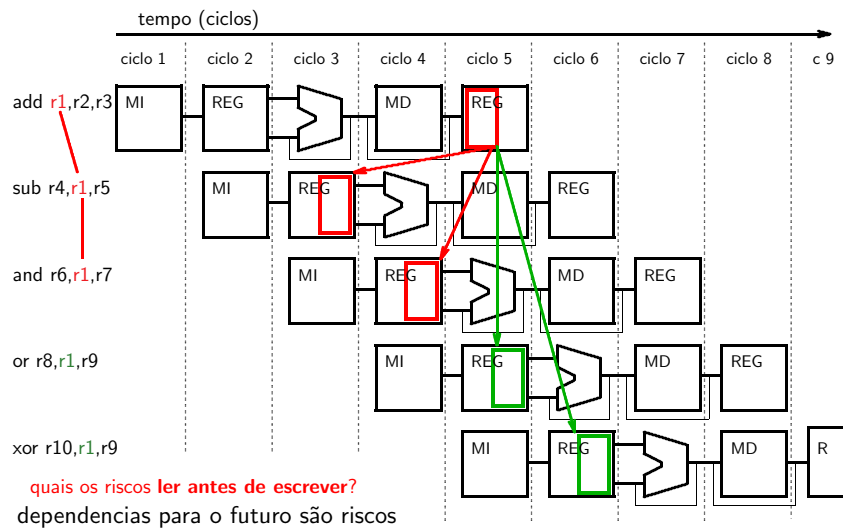 tempo (ciclos)
ciclo 1 ciclo 2 ciclo 3 ciclo 4 ciclo 5 ciclo 6 ciclo 7 ciclo 8 c 9
add r1,r2,r3 MI REG MD REG
sub r4,r1,r5 MI REG MD REG
and r6,r1,r7 MI REG MD REG
or r8,r1,r9 MI REG MD REG
xor r10,r1,r9 MI REG MD R
quais os riscos ler antes de escrever?
dependencias para o futuro são riscos